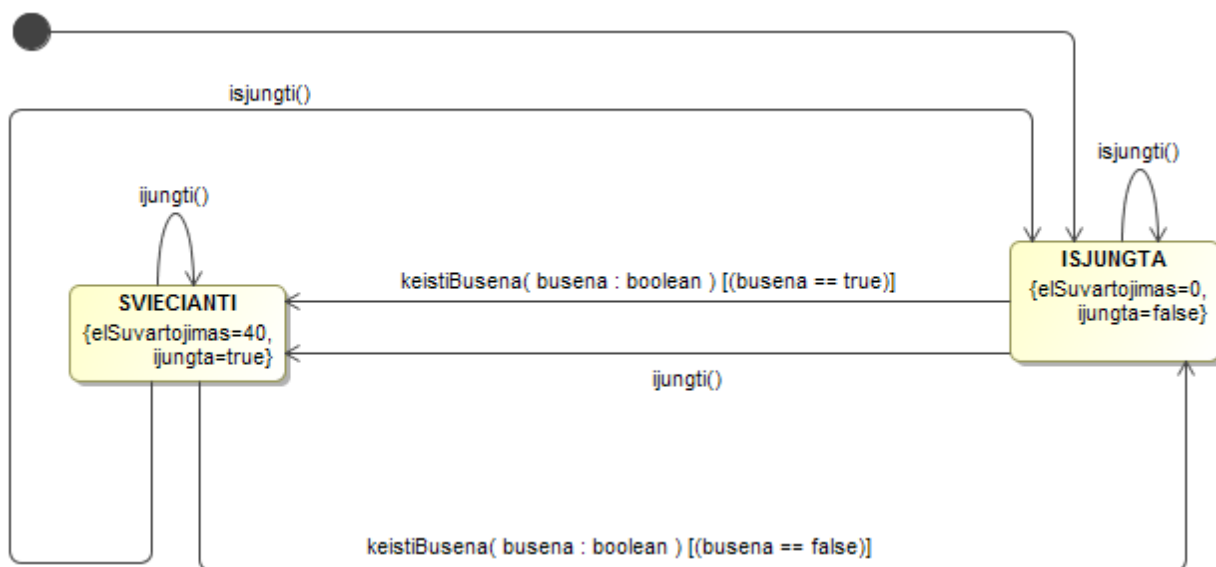 isjungti()
isjungti()
ijungti()
ISJUNGTA
{elSuvartojimas=0,
ijungta=false}
keistiBusena( busena : boolean ) [(busena == true)]
SVIECIANTI
{elSuvartojimas=40,
ijungta=true}
ijungti()
keistiBusena( busena : boolean ) [(busena == false)]